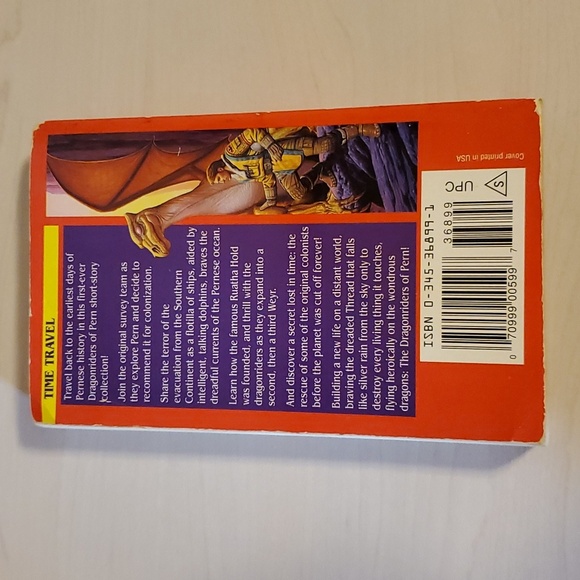 TIME TRAVEL
Travel back to the earliest days of
Pernese history in this first-ever
Dragonriders of Pern short-story
collection!
Join the original survey team as
they explore Pern and decide to
recommend it for colonization.
Share the terror of the
evacuation from the Southern
Continent as a flotilla of ships, aided by
intelligent, talking dolphins, braves the
dreadful currents of the Pernese ocean.
Learn how the famous Ruatha Hold
was founded, and thrill with the
dragonriders as they expand into a
second, then a third Weyr.
And discover a secret lost in time: the
rescue of some of the original colonists
before the planet was cut off forever!
Building a new life on a distant world,
braving the dreaded Thread that falls
like silver rain from the sky only to
destroy every living thing it touches,
flying heroically on the wondrous
dragons: The Dragonriders of Pern!
Cover printed in USA
S
UPC
ISBN 0-345-36899-1
36899
0 70999 00599 7